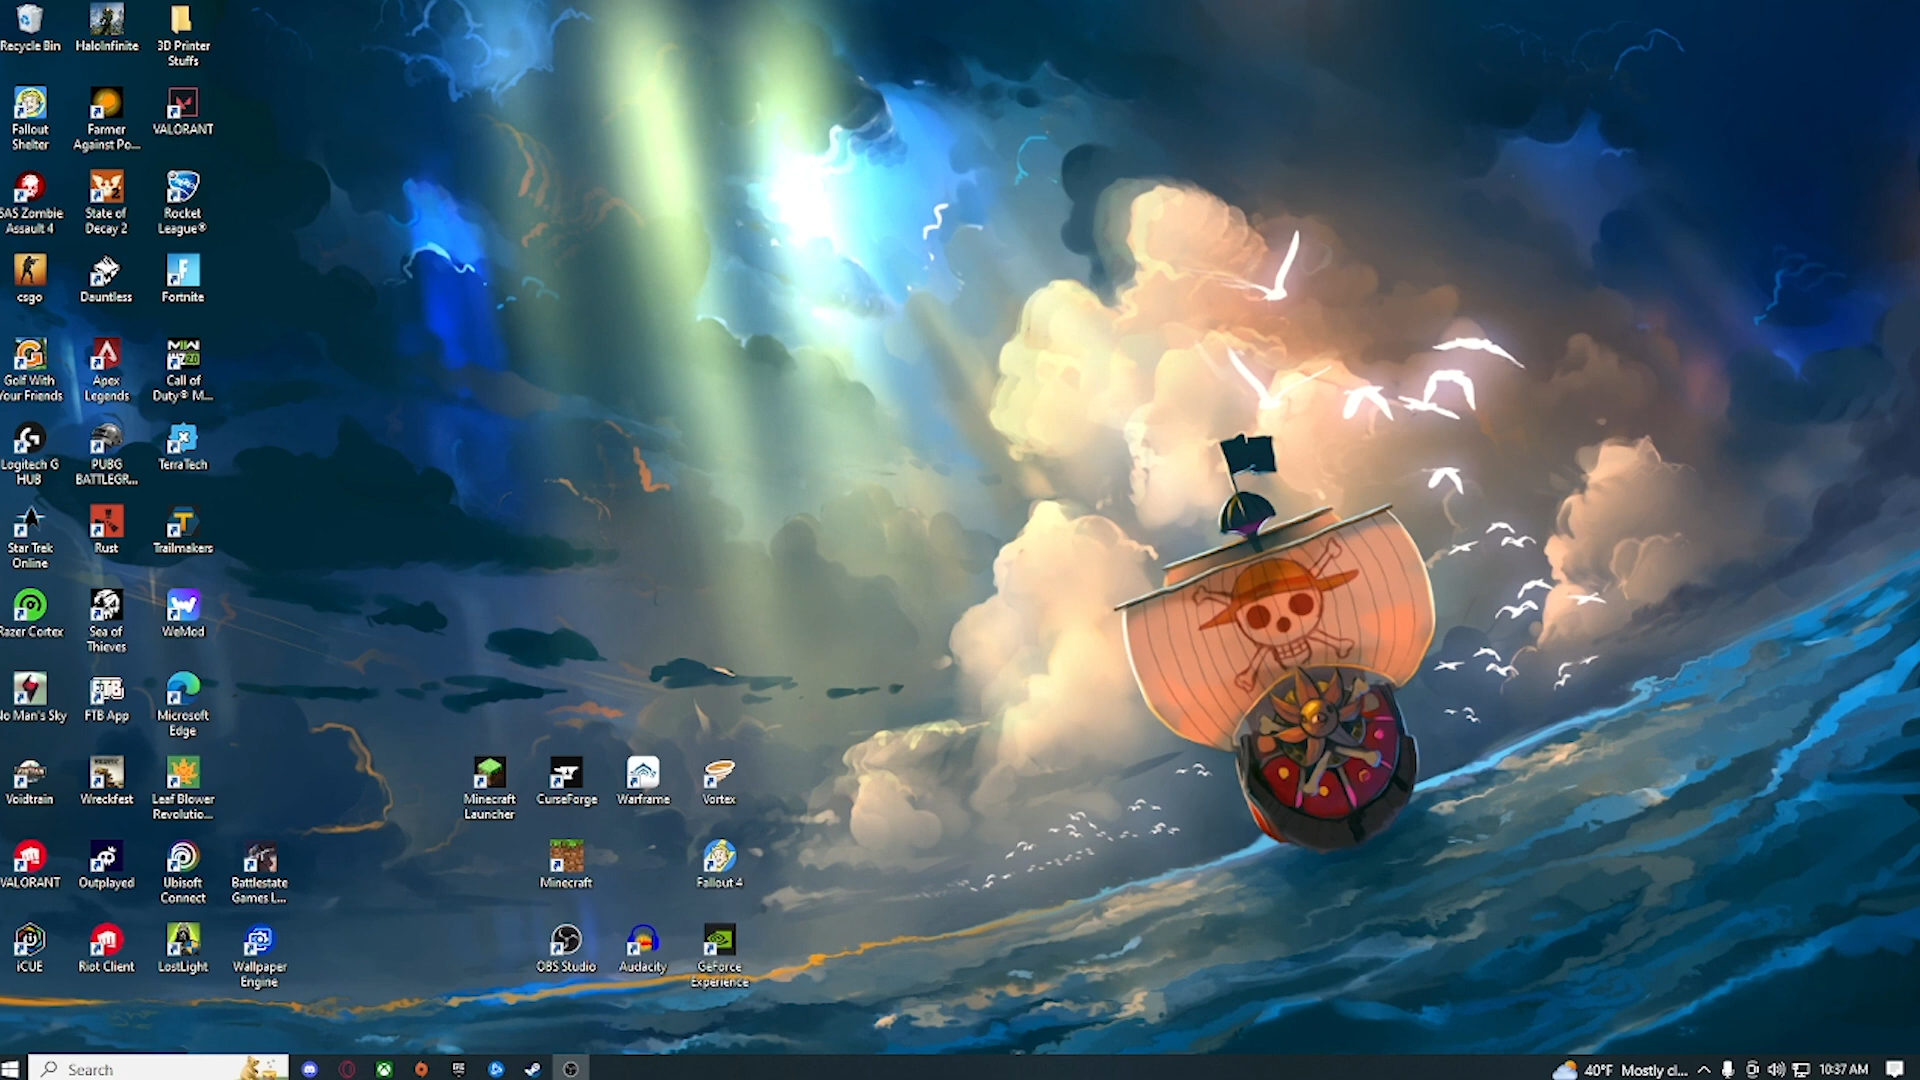 Recycle Bin
HaloInfinite
3D Printer
Stuffs
Fallout
Shelter
Farmer
Against Po...
VALORANT
SAS Zombie
Assault 4
State of
Decay 2
Rocket
League®
csgo
Dauntless
Fortnite
Golf With
Your Friends
Apex
Legends
Call of
Duty® M...
Logitech G
HUB
PUBG
BATTLEGR...
TerraTech
Star Trek
Online
Rust
Trailmakers
Razer Cortex
Sea of
Thieves
WeMod
No Man's Sky
FTB App
Microsoft
Edge
Voidtrain
Wreckfest
Leaf Blower
Revolutio...
Minecraft
Launcher
CurseForge
Warframe
Vortex
VALORANT
Outplayed
Ubisoft
Connect
Battlestate
Games L...
Minecraft
Fallout 4
iCUE
Riot Client
LostLight
Wallpaper
Engine
OBS Studio
Audacity
GeForce
Experience
Search
40°F Mostly cl...
10:37 AM